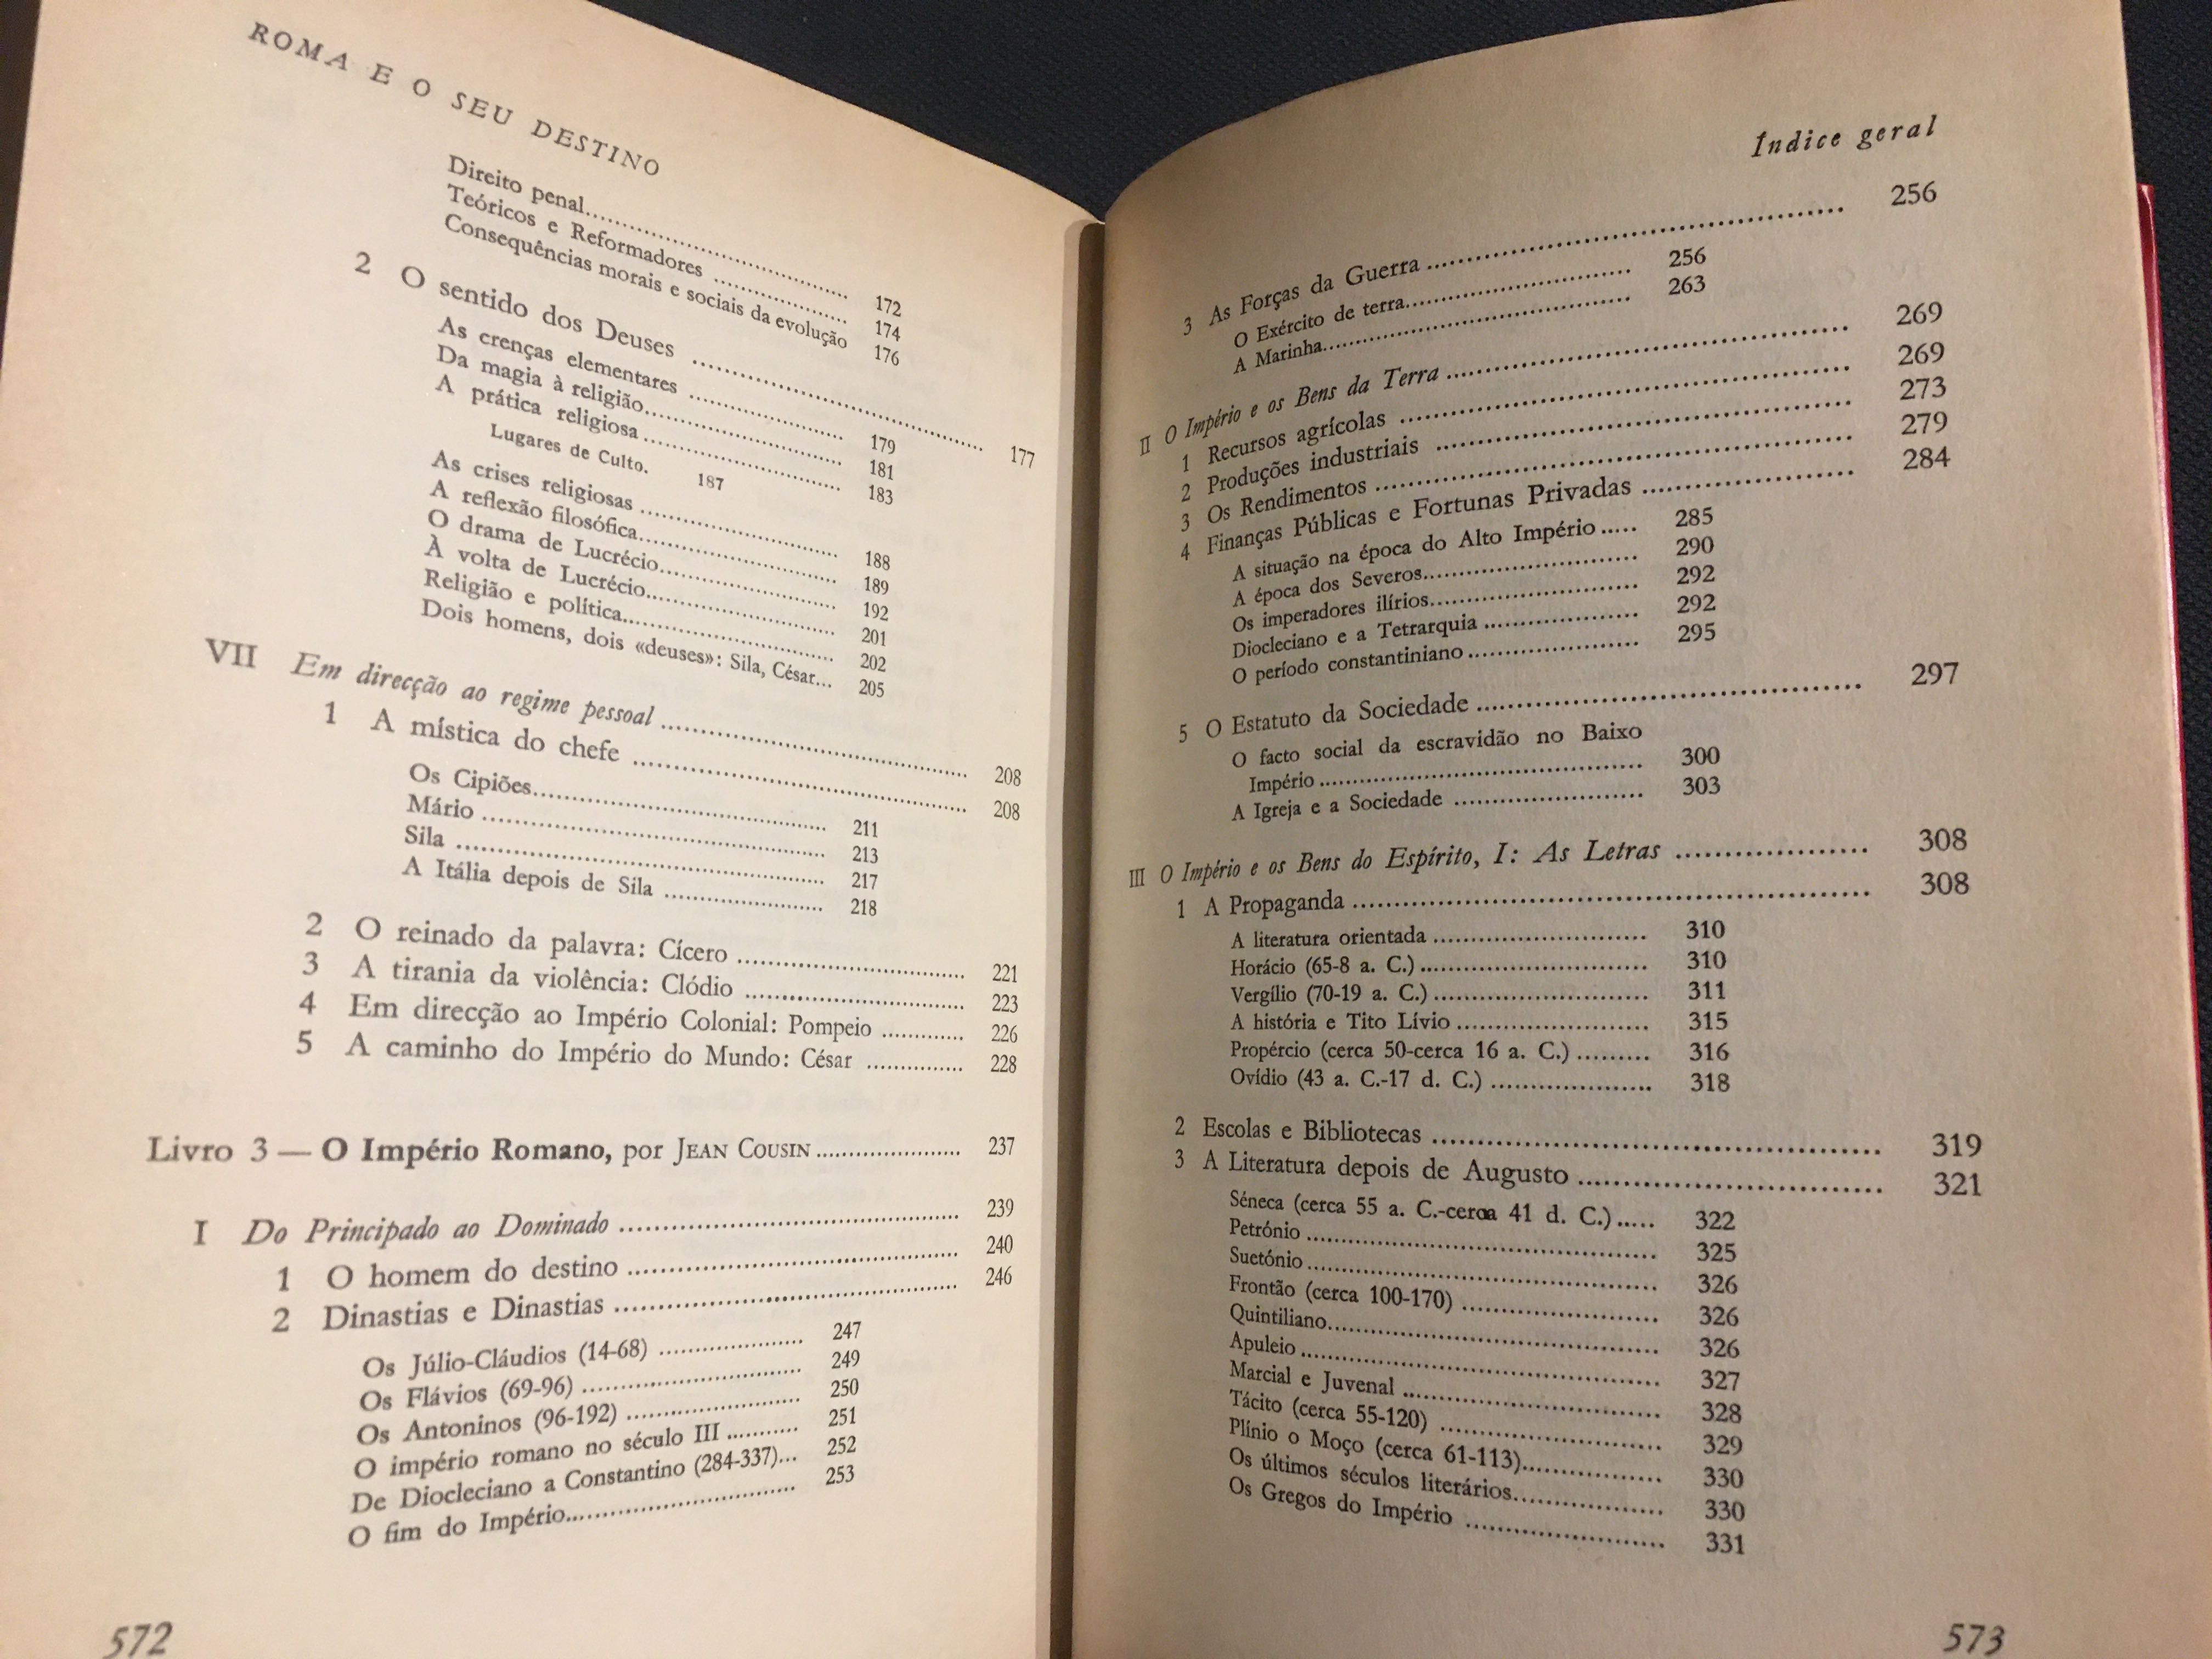 ROMA E O SEU DESTINO
Direito penal........ 172
Teóricos e Reformadores ........ 174
Consequências morais e sociais da evolução 176
2 O sentido dos Deuses ........ 177
As crenças elementares ........ 179
Da magia à religião........ 181
A prática religiosa ........ 183
Lugares de Culto. 187
As crises religiosas ........ 188
A reflexão filosófica........ 189
O drama de Lucrécio........ 192
À volta de Lucrécio........ 201
Religião e política........ 202
Dois homens, dois «deuses»: Sila, César... 205
VII Em direcção ao regime pessoal ........ 208
1 A mística do chefe ........ 208
Os Cipiões........ 211
Mário ........ 213
Sila ........ 217
A Itália depois de Sila ........ 218
2 O reinado da palavra: Cícero ........ 221
3 A tirania da violência: Clódio ........ 223
4 Em direcção ao Império Colonial: Pompeio ........ 226
5 A caminho do Império do Mundo: César ........ 228
Livro 3 — O Império Romano, por JEAN COUSIN ........ 237
I Do Principado ao Dominado ........ 239
1 O homem do destino ........ 240
2 Dinastias e Dinastias ........ 246
Os Júlio-Cláudios (14-68) ........ 247
Os Flávios (69-96) ........ 249
Os Antoninos (96-192) ........ 250
O império romano no século III ........ 251
De Diocleciano a Constantino (284-337)... 252
O fim do Império........ 253
572
Índice geral
3 As Forças da Guerra ........ 256
O Exército de terra........ 256
A Marinha........ 263
II O Império e os Bens da Terra ........ 269
1 Recursos agrícolas ........ 269
2 Produções industriais ........ 273
3 Os Rendimentos ........ 279
4 Finanças Públicas e Fortunas Privadas ........ 284
A situação na época do Alto Império ..... 285
A época dos Severos........ 290
Os imperadores ilírios........ 292
Diocleciano e a Tetrarquia ........ 292
O período constantiniano ........ 295
5 O Estatuto da Sociedade ........ 297
O facto social da escravidão no Baixo
Império ........ 300
A Igreja e a Sociedade ........ 303
III O Império e os Bens do Espírito, I: As Letras ........ 308
1 A Propaganda ........ 308
A literatura orientada ........ 310
Horácio (65-8 a. C.) ........ 310
Vergílio (70-19 a. C.) ........ 311
A história e Tito Lívio ........ 315
Propércio (cerca 50-cerca 16 a. C.) ........ 316
Ovídio (43 a. C.-17 d. C.) ........ 318
2 Escolas e Bibliotecas ........ 319
3 A Literatura depois de Augusto ........ 321
Séneca (cerca 55 a. C.-cerca 41 d. C.) ..... 322
Petrónio ........ 325
Suetónio ........ 326
Frontão (cerca 100-170) ........ 326
Quintiliano........ 326
Apuleio ........ 327
Marcial e Juvenal ........ 328
Tácito (cerca 55-120) ........ 329
Plínio o Moço (cerca 61-113)........ 330
Os últimos séculos literários........ 330
Os Gregos do Império ........ 331
573